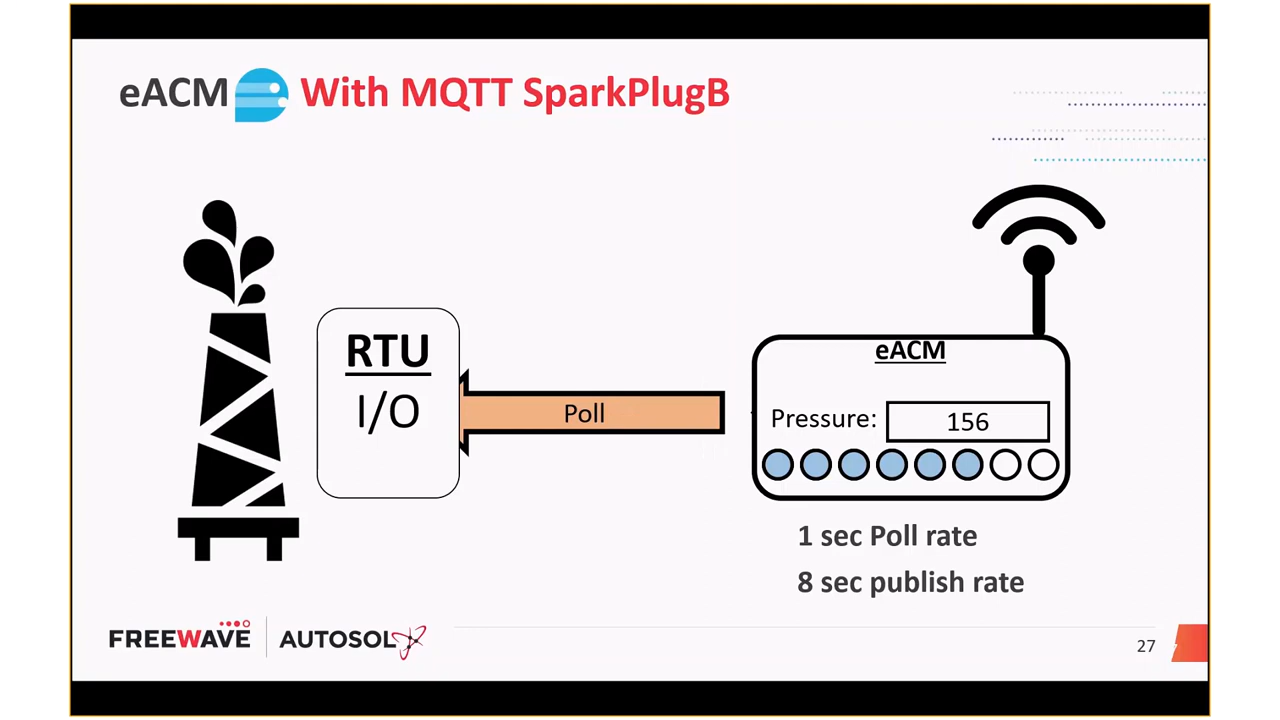 eACM With MQTT SparkPlugB
RTU
I/O
Poll
eACM
Pressure: 156
1 sec Poll rate
8 sec publish rate
FREEWAVE AUTOSOL
27